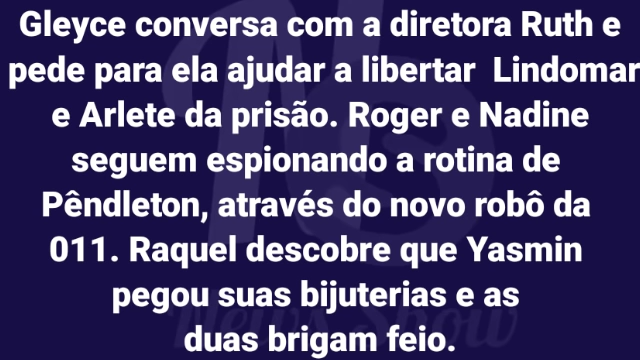 Gleyce conversa com a diretora Ruth e
pede para ela ajudar a libertar Lindomar
e Arlete da prisão. Roger e Nadine
seguem espionando a rotina de
Pêndleton, através do novo robô da
011. Raquel descobre que Yasmin
pegou suas bijuterias e as
duas brigam feio.
News Show